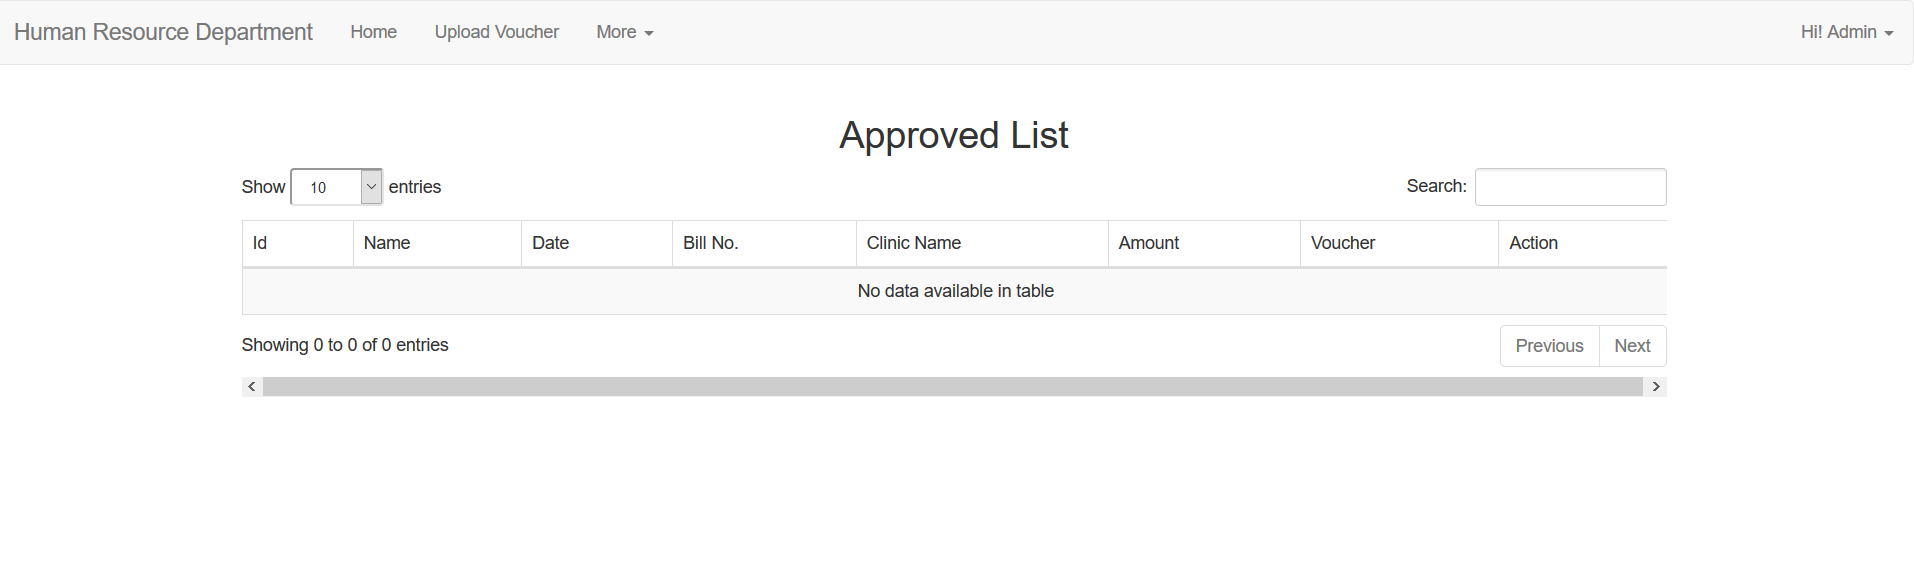 Human Resource Department Home Upload Voucher More Hi! Admin
Approved List
Show 10 entries Search:
Id Name Date Bill No. Clinic Name Amount Voucher Action
No data available in table
Showing 0 to 0 of 0 entries Previous Next